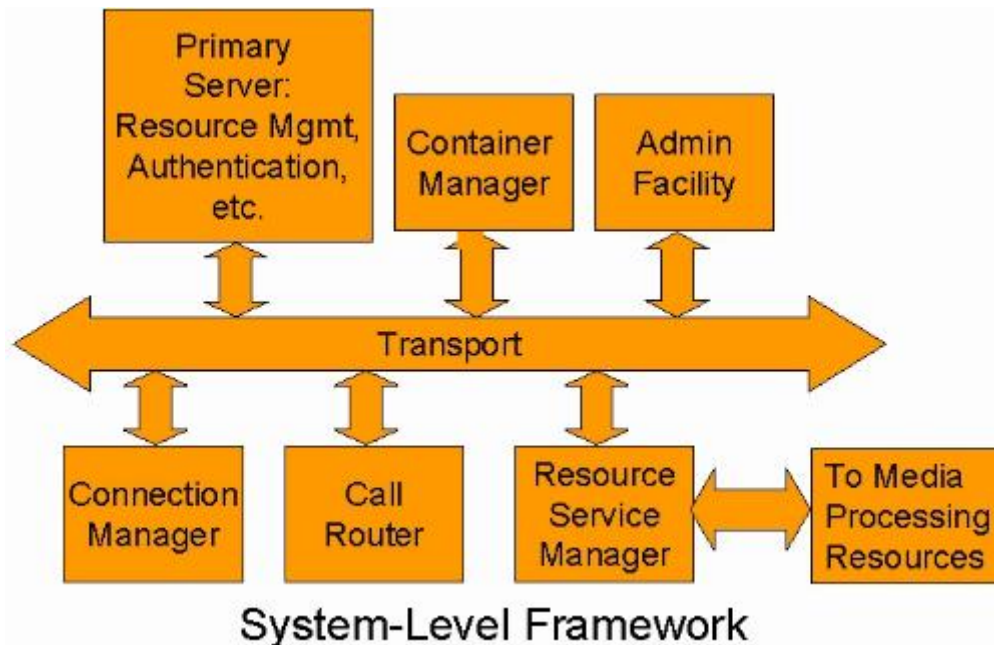 Primary
Server:
Resource Mgmt,
Authentication,
etc.
Container
Manager
Admin
Facility
Transport
Connection
Manager
Call
Router
Resource
Service
Manager
To Media
Processing
Resources
System-Level Framework